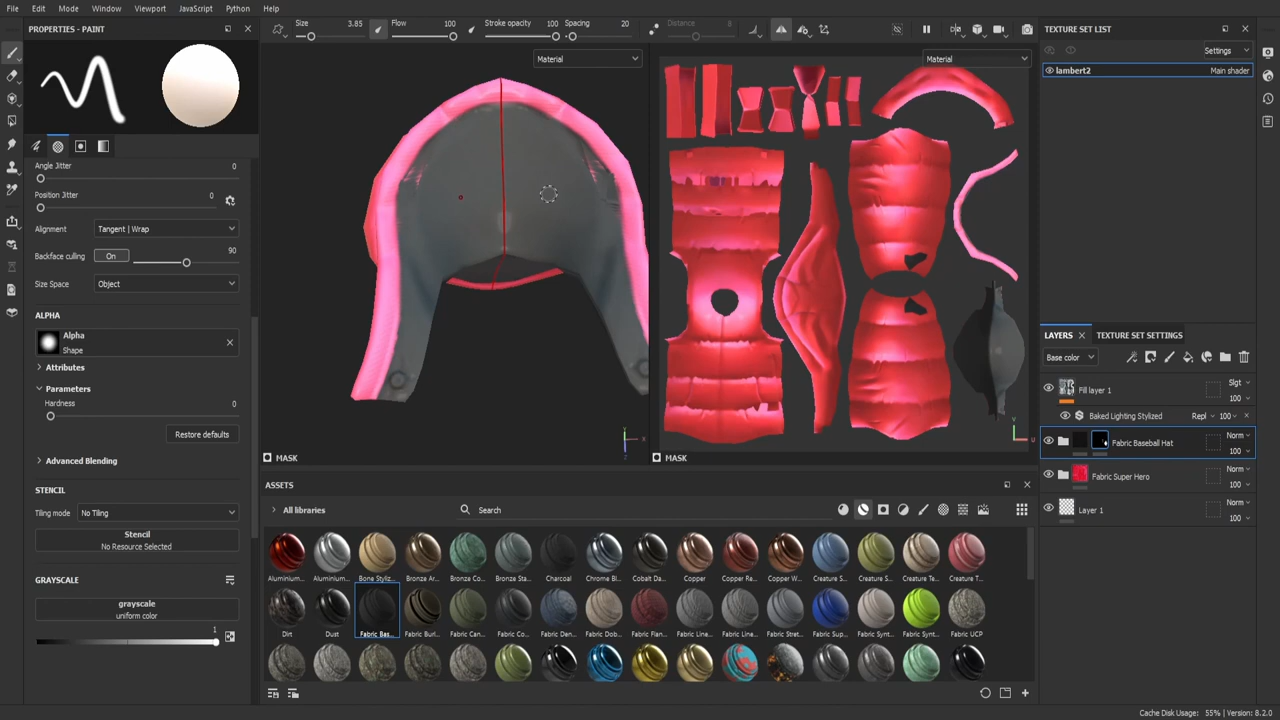 File Edit Mode Window Viewport JavaScript Python Help
PROPERTIES - PAINT
Size 3.85 Flow 100 Stroke opacity 100 Spacing 20 Distance 8
Material
Material
Angle Jitter 0
Position Jitter 0
Alignment Tangent | Wrap
Backface culling On 90
Size Space Object
ALPHA
Alpha
Shape
Attributes
Parameters
Hardness 0
Restore defaults
Advanced Blending
STENCIL
Tiling mode No Tiling
Stencil
No Resource Selected
GRAYSCALE
grayscale
uniform color
1
MASK
MASK
ASSETS
All libraries Search
Aluminium... Aluminium... Bone Styliz... Bronze Ar... Bronze Co... Bronze Sta... Charcoal Chrome Bl... Cobalt Da... Copper Copper Re... Copper W... Creature S... Creature S... Creature Te... Creature T...
Dirt Dust Fabric Bas... Fabric Burl... Fabric Can... Fabric Co... Fabric Den... Fabric Dob... Fabric Flan... Fabric Line... Fabric Line... Fabric Stret... Fabric Sup... Fabric Synt... Fabric Synt... Fabric UCP
TEXTURE SET LIST
Settings
lambert2 Main shader
LAYERS TEXTURE SET SETTINGS
Base color
Fill layer 1 Slgt 100
Baked Lighting Stylized Repl 100
Fabric Baseball Hat Norm 100
Fabric Super Hero Norm 100
Layer 1 Norm 100
Cache Disk Usage: 55% | Version: 8.2.0